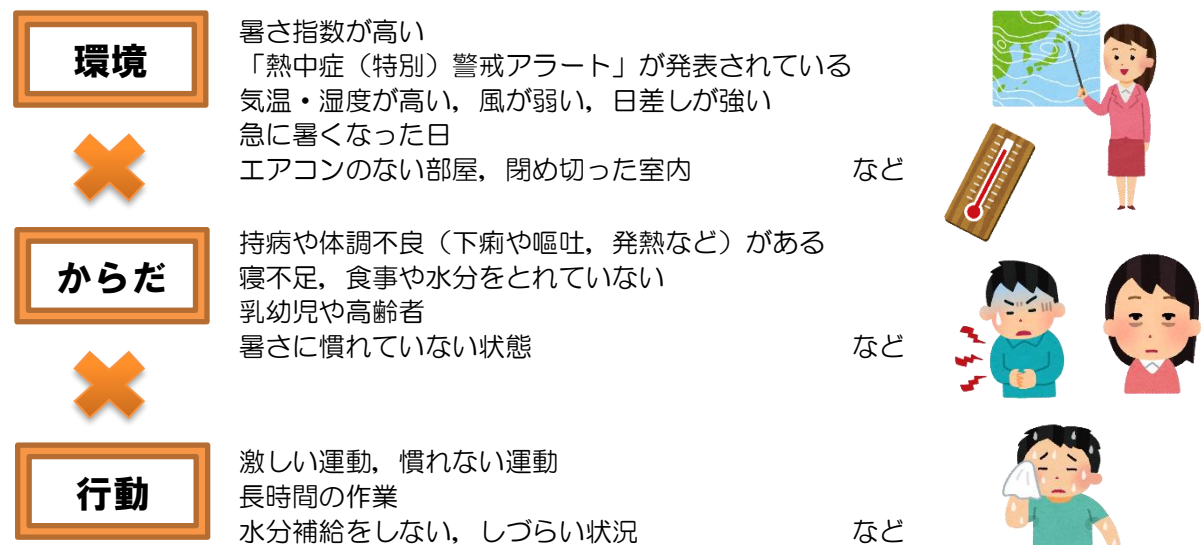 環境
暑さ指数が高い
「熱中症（特別）警戒アラート」が発表されている
気温・湿度が高い，風が弱い，日差しが強い
急に暑くなった日
エアコンのない部屋，閉め切った室内 など
からだ
持病や体調不良（下痢や嘔吐，発熱など）がある
寝不足，食事や水分をとれていない
乳幼児や高齢者
暑さに慣れていない状態 など
行動
激しい運動，慣れない運動
長時間の作業
水分補給をしない，しづらい状況 など